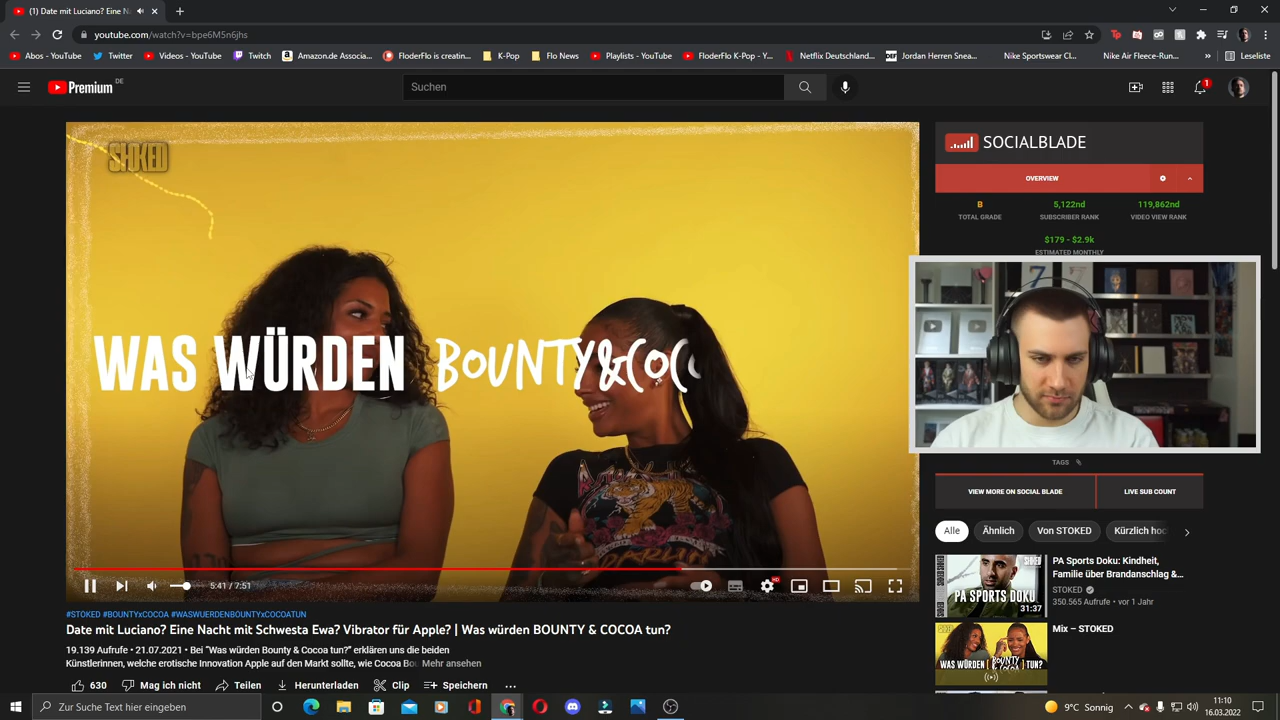 (1) Date mit Luciano? Eine N
youtube.com/watch?v=bpe6M5n6jhs
Abos - YouTube
Twitter
Videos - YouTube
Twitch
Amazon.de Associate...
FloderFlo is creatin...
K-Pop
Flo News
Playlists - YouTube
FloderFlo K-Pop - Y...
Netflix Deutschland...
Jordan Herren Snea...
Nike Sportswear Cl...
Nike Air Fleece-Run...
»
Leseliste
Premium DE
Suchen
1
STOKED
WAS WÜRDEN BOUNTY&COC
5:41 / 7:51
HD
SOCIALBLADE
OVERVIEW
B 5,122nd 119,862nd
TOTAL GRADE SUBSCRIBER RANK VIDEO VIEW RANK
$179 - $2.9k
ESTIMATED MONTHLY
TAGS
VIEW MORE ON SOCIAL BLADE LIVE SUB COUNT
Alle Ähnlich Von STOKED Kürzlich hoc
PA Sports Doku: Kindheit,
Familie über Brandanschlag &...
STOKED
350.565 Aufrufe • vor 1 Jahr
PA SPORTS DOKU
31:37
Mix – STOKED
WAS WÜRDEN [BOUNTY & COCOA] TUN?
#STOKED #BOUNTYxCOCOA #WASWUERDENBOUNTYxCOCOATUN
Date mit Luciano? Eine Nacht mit Schwesta Ewa? Vibrator für Apple? | Was würden BOUNTY & COCOA tun?
19.139 Aufrufe • 21.07.2021 • Bei "Was würden Bounty & Cocoa tun?" erklären uns die beiden
Künstlerinnen, welche erotische Innovation Apple auf den Markt sollte, wie Cocoa Bou Mehr ansehen
630 Mag ich nicht Teilen Herunterladen Clip Speichern ...
Zur Suche Text hier eingeben
9°C Sonnig
11:10
16.03.2022